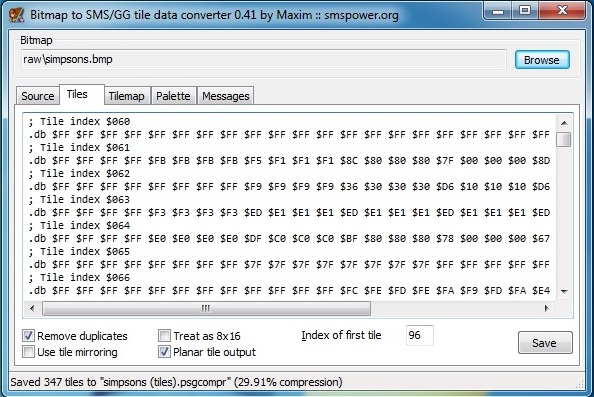 Bitmap to SMS/GG tile data converter 0.41 by Maxim :: smspower.org
Bitmap
raw\simpsons.bmp
Browse
Source Tiles Tilemap Palette Messages
; Tile index $060
.db $FF $FF $FF $FF $FF $FF $FF $FF $FF $FF $FF $FF $FF $FF $FF $FF
; Tile index $061
.db $FF $FF $FF $FF $FB $FB $FB $FB $F5 $F1 $F1 $F1 $8C $80 $80 $80 $7F $00 $00 $00 $8D
; Tile index $062
.db $FF $FF $FF $FF $FF $FF $FF $FF $F9 $F9 $F9 $F9 $36 $30 $30 $30 $D6 $10 $10 $10 $D6
; Tile index $063
.db $FF $FF $FF $FF $F3 $F3 $F3 $F3 $ED $E1 $E1 $E1 $ED $E1 $E1 $E1 $ED $E1 $E1 $E1 $ED
; Tile index $064
.db $FF $FF $FF $FF $E0 $E0 $E0 $E0 $DF $C0 $C0 $C0 $BF $80 $80 $80 $78 $00 $00 $00 $67
; Tile index $065
.db $FF $FF $FF $FF $FF $FF $FF $FF $7F $7F $7F $7F $7F $7F $7F $7F $FF $FF $FF $FF $FF
; Tile index $066
.db $FF $FF $FF $FF $FF $FF $FF $FF $FF $FF $FF $FF $FC $FE $FD $FE $FA $F9 $FD $FA $E4
Remove duplicates Treat as 8x16 Index of first tile 96
Use tile mirroring Planar tile output Save
Saved 347 tiles to "simpsons (tiles).psgcompr" (29.91% compression)